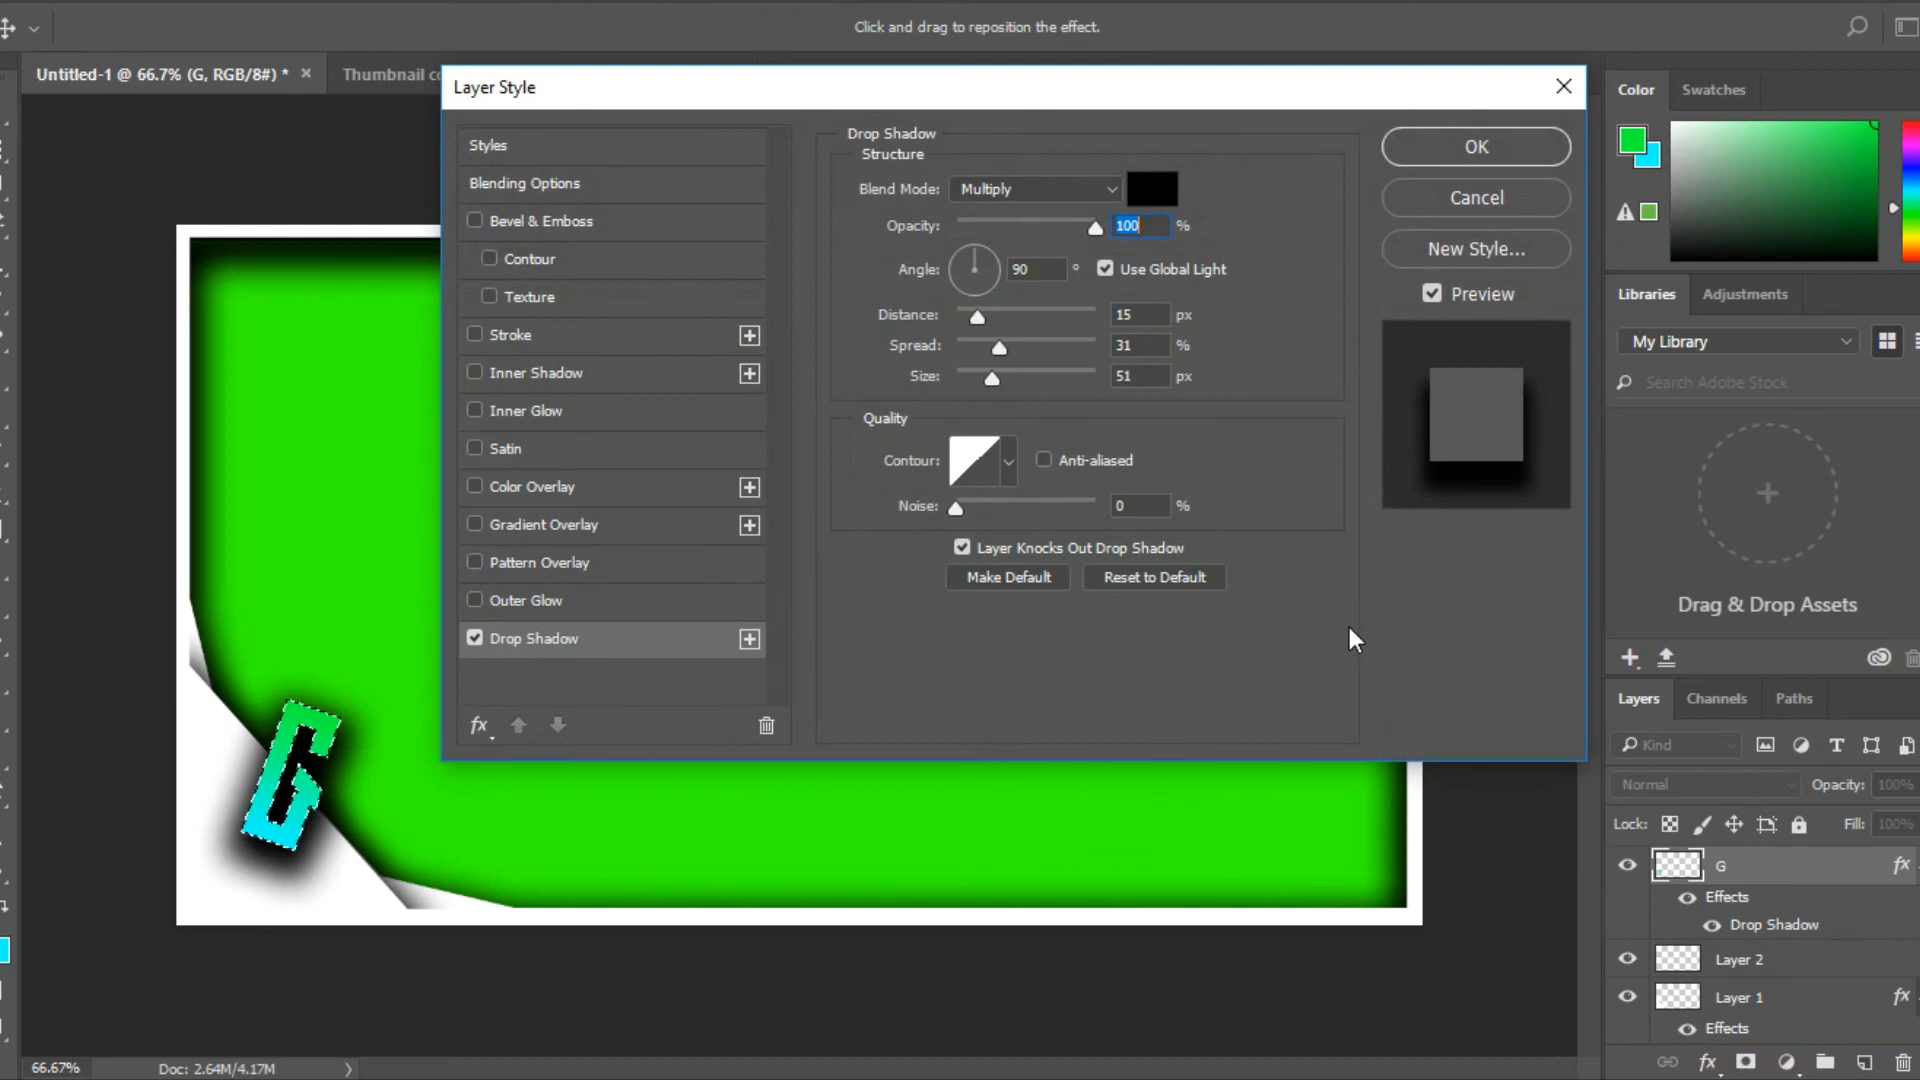 Click and drag to reposition the effect.
Untitled-1 @ 66.7% (G, RGB/8#) *
Thumbnail
Layer Style
Styles
Blending Options
Bevel & Emboss
Contour
Texture
Stroke
Inner Shadow
Inner Glow
Satin
Color Overlay
Gradient Overlay
Pattern Overlay
Outer Glow
Drop Shadow
fx
Drop Shadow
Structure
Blend Mode: Multiply
Opacity: 100 %
Angle: 90 ° Use Global Light
Distance: 15 px
Spread: 31 %
Size: 51 px
Quality
Contour: Anti-aliased
Noise: 0 %
Layer Knocks Out Drop Shadow
Make Default Reset to Default
OK
Cancel
New Style...
Preview
G
Color Swatches
Libraries Adjustments
My Library
Search Adobe Stock
Drag & Drop Assets
Layers Channels Paths
Kind
Normal Opacity: 100%
Lock: Fill: 100%
G fx
Effects
Drop Shadow
Layer 2
Layer 1 fx
Effects
fx
66.67% Doc: 2.64M/4.17M